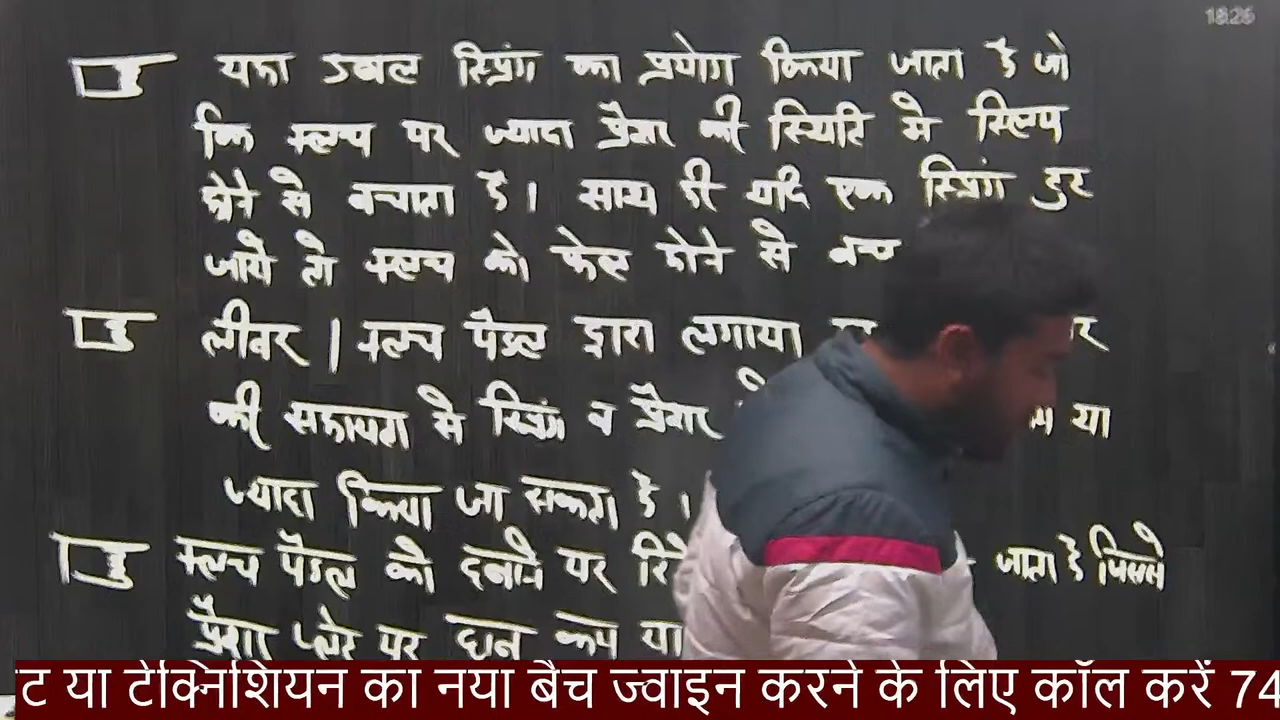 18:26
यहा डबल स्प्रिंग का प्रयोग किया जाता है जो
कि क्लच पर ज्यादा प्रैशर की स्थिति मे स्लिप
होने से बचाता है। साथ ही यदि एक स्प्रिंग टुट
जाये तो क्लच को फेल होने से बच
लीवर | क्लच पैडल द्वारा लगाया
की सहायता से स्प्रिंग व प्रैशर या
ज्यादा किया जा सकता है।
क्लच पैडल को दबाने पर रि जाता है जिससे
प्रैशर प्लेट पर दाब कम या
ट या टेक्निशियन का नया बैच ज्वाइन करने के लिए कॉल करें 74